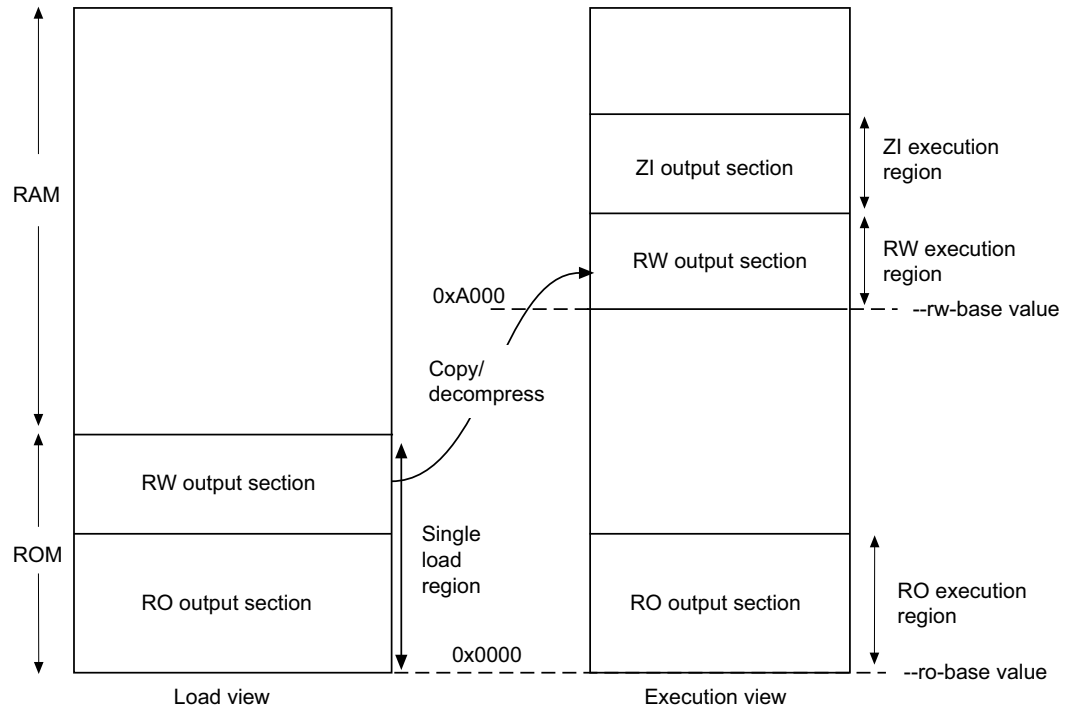 RAM
ROM
RW output section
RO output section
Load view
Single
load
region
0x0000
Copy/
decompress
0xA000
ZI output section
RW output section
RO output section
Execution view
ZI execution
region
RW execution
region
--rw-base value
RO execution
region
--ro-base value